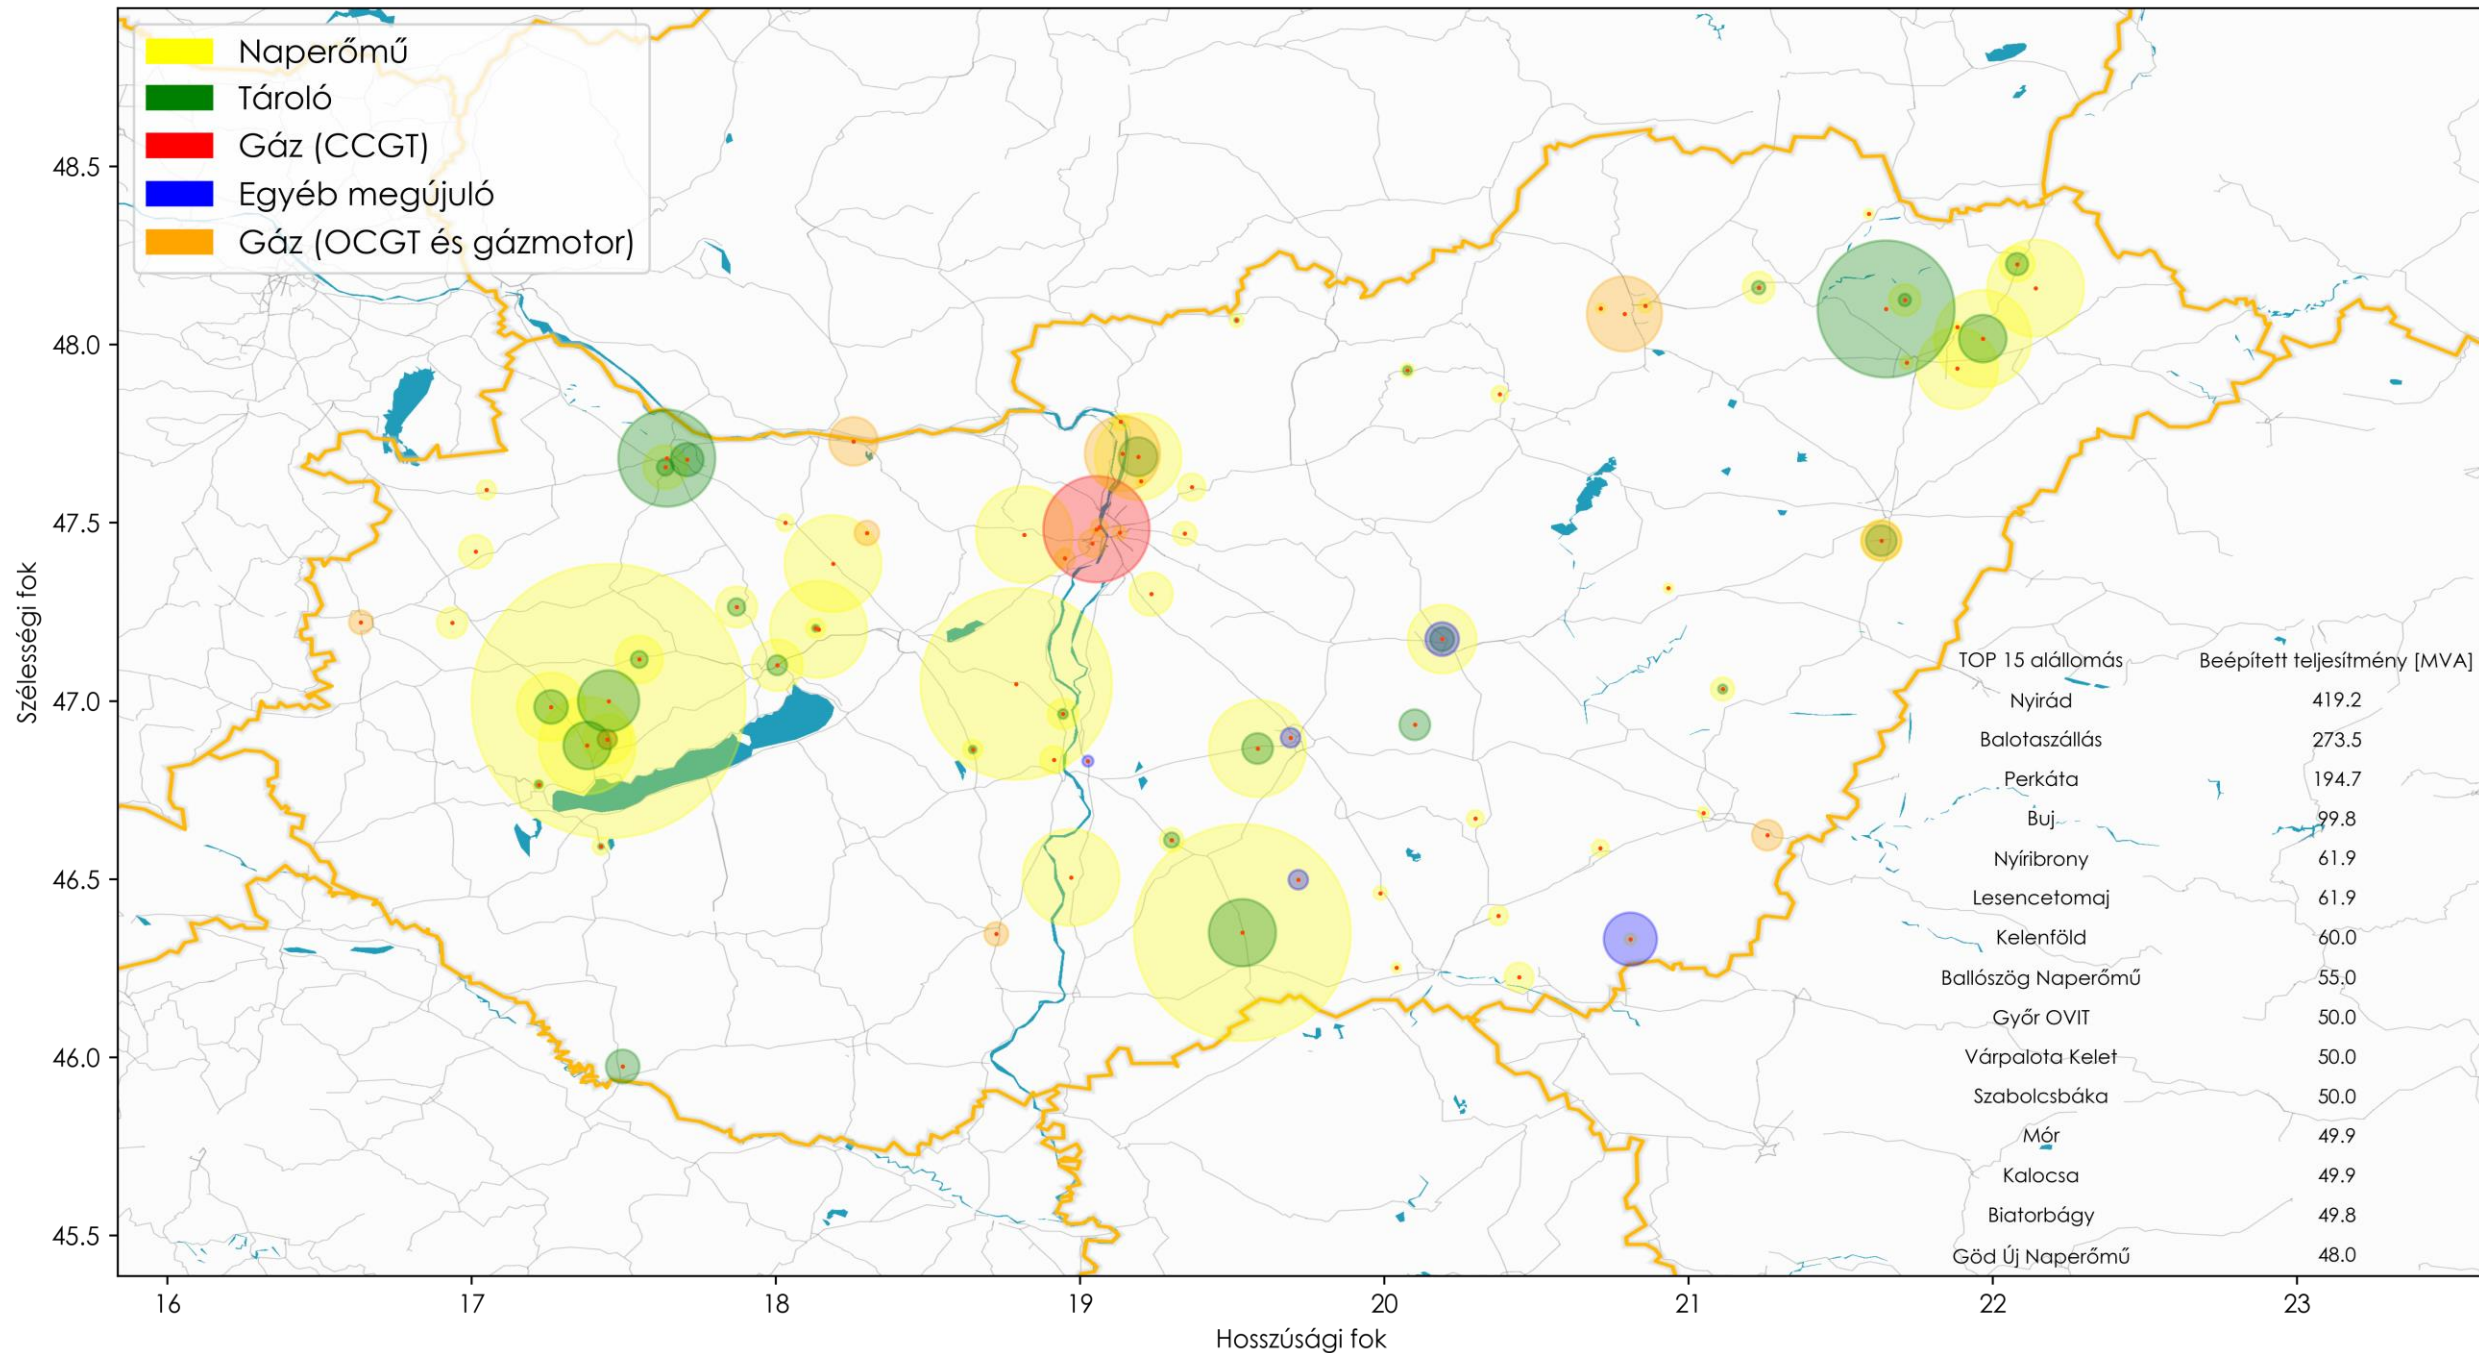 Naperőmű
Tároló
Gáz (CCGT)
Egyéb megújuló
Gáz (OCGT és gázmotor)
48.5
48.0
47.5
47.0
46.5
46.0
45.5
Szélességi fok
TOP 15 alállomás Beépített teljesítmény [MVA]
Nyirád 419.2
Balotaszállás 273.5
Perkáta 194.7
Buj 99.8
Nyíribrony 61.9
Lesencetomaj 61.9
Kelenföld 60.0
Ballószög Naperőmű 55.0
Győr OVIT 50.0
Várpalota Kelet 50.0
Szabolcsbáka 50.0
Mór 49.9
Kalocsa 49.9
Biatorbágy 49.8
Göd Új Naperőmű 48.0
16 17 18 19 20 21 22 23
Hosszúsági fok